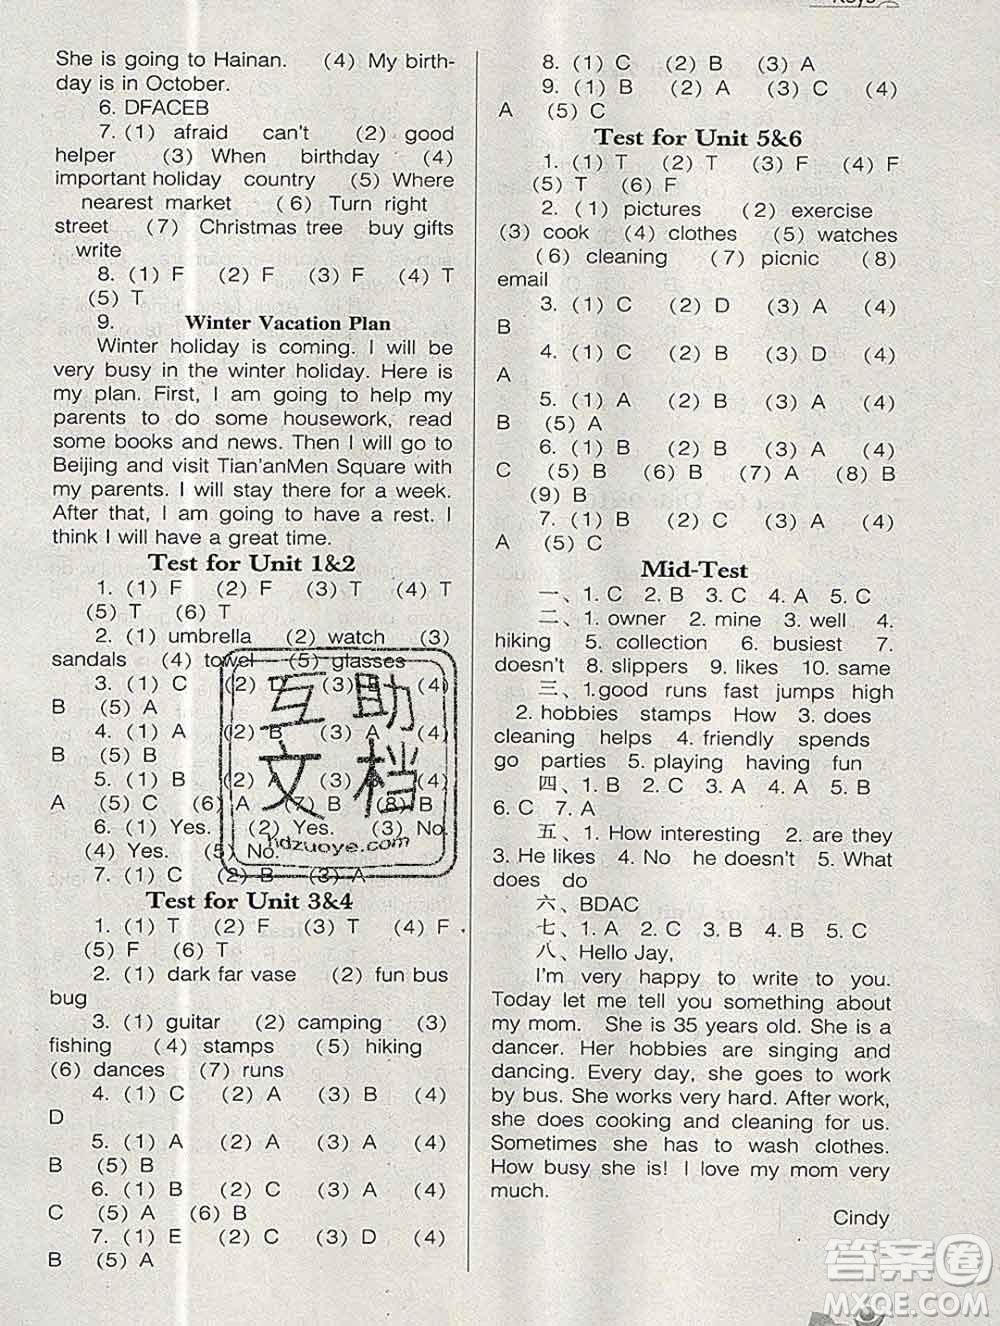 Keys
She is going to Hainan. (4) My birth-
day is in October.
6. DFACEB
7. (1) afraid can't (2) good
helper (3) When birthday (4)
important holiday country (5) Where
nearest market (6) Turn right
street (7) Christmas tree buy gifts
write
8. (1) F (2) F (3) F (4) T
(5) T
9. Winter Vacation Plan
Winter holiday is coming. I will be
very busy in the winter holiday. Here is
my plan. First, I am going to help my
parents to do some housework, read
some books and news. Then I will go to
Beijing and visit Tian'anMen Square with
my parents. I will stay there for a week.
After that, I am going to have a rest. I
think I will have a great time.
Test for Unit 1&2
1. (1) F (2) F (3) T (4) T
(5) T (6) T
2. (1) umbrella (2) watch (3)
sandals (4) towel (5) glasses
3. (1) C (2) D (3) B (4)
B (5) A
4. (1) A (2) B (3) A (4)
B (5) B
5. (1) B (2) A (3) B (4)
A (5) C (6) A (7) B (8) B
6. (1) Yes. (2) Yes. (3) No.
(4) Yes. (5) No.
7. (1) C (2) B (3) A
Test for Unit 3&4
1. (1) T (2) F (3) T (4) F
(5) F (6) T
2. (1) dark far vase (2) fun bus
bug
3. (1) guitar (2) camping (3)
fishing (4) stamps (5) hiking
(6) dances (7) runs
4. (1) C (2) A (3) B (4)
D
5. (1) A (2) A (3) A (4)
B (5) B
6. (1) B (2) C (3) A (4)
C (5) A (6) B
7. (1) E (2) C (3) D (4)
B (5) A
8. (1) C (2) B (3) A
9. (1) B (2) A (3) C (4)
A (5) C
Test for Unit 5&6
1. (1) T (2) T (3) F (4) F
(5) T (6) F
2. (1) pictures (2) exercise
(3) cook (4) clothes (5) watches
(6) cleaning (7) picnic (8)
email
3. (1) C (2) D (3) A (4)
B
4. (1) C (2) B (3) D (4)
A
5. (1) A (2) B (3) A (4)
B (5) A
6. (1) B (2) B (3) A (4)
C (5) B (6) B (7) A (8) B
(9) B
7. (1) B (2) C (3) A (4)
A (5) C
Mid-Test
一、1. C 2. B 3. C 4. A 5. A
二、1. owner 2. mine 3. well 4.
hiking 5. collection 6. busiest 7.
doesn't 8. slippers 9. likes 10. same
三、1.good runs fast jumps high
2. hobbies stamps How 3. does
cleaning helps 4. friendly spends
go parties 5. playing having fun
四、1. B 2. C 3. A 4. A 5. B
6. C 7. A
五、1. How interesting 2. are they
3. He likes 4. No he doesn't 5. What
does do
六、BDAC
七、1. A 2. C 3. B 4. B 5. C
八、Hello Jay,
I'm very happy to write to you.
Today let me tell you something about
my mom. She is 35 years old. She is a
dancer. Her hobbies are singing and
dancing. Every day, she goes to work
by bus. She works very hard. After work,
she does cooking and cleaning for us.
Sometimes she has to wash clothes.
How busy she is! I love my mom very
much.
Cindy
互助
文档
hdzuoye.com
答案圈
MXQE.COM